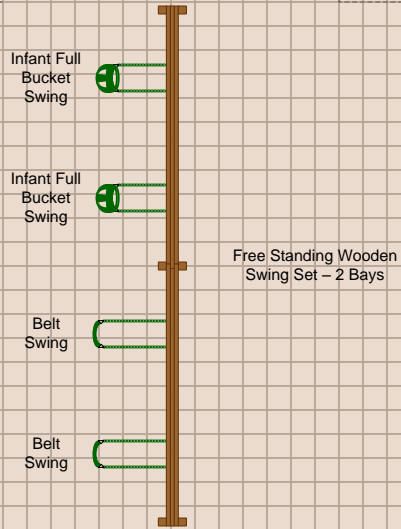 Infant Full
Bucket
Swing
Infant Full
Bucket
Swing
Free Standing Wooden
Swing Set – 2 Bays
Belt
Swing
Belt
Swing